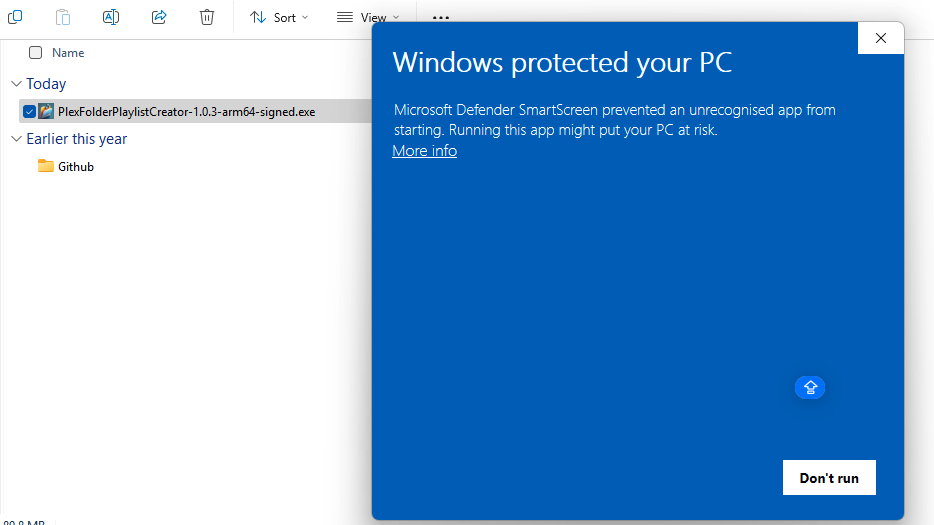 Sort
View
Name
Today
PlexFolderPlaylistCreator-1.0.3-arm64-signed.exe
Earlier this year
Github
Windows protected your PC
Microsoft Defender SmartScreen prevented an unrecognised app from
starting. Running this app might put your PC at risk.
More info
Don't run